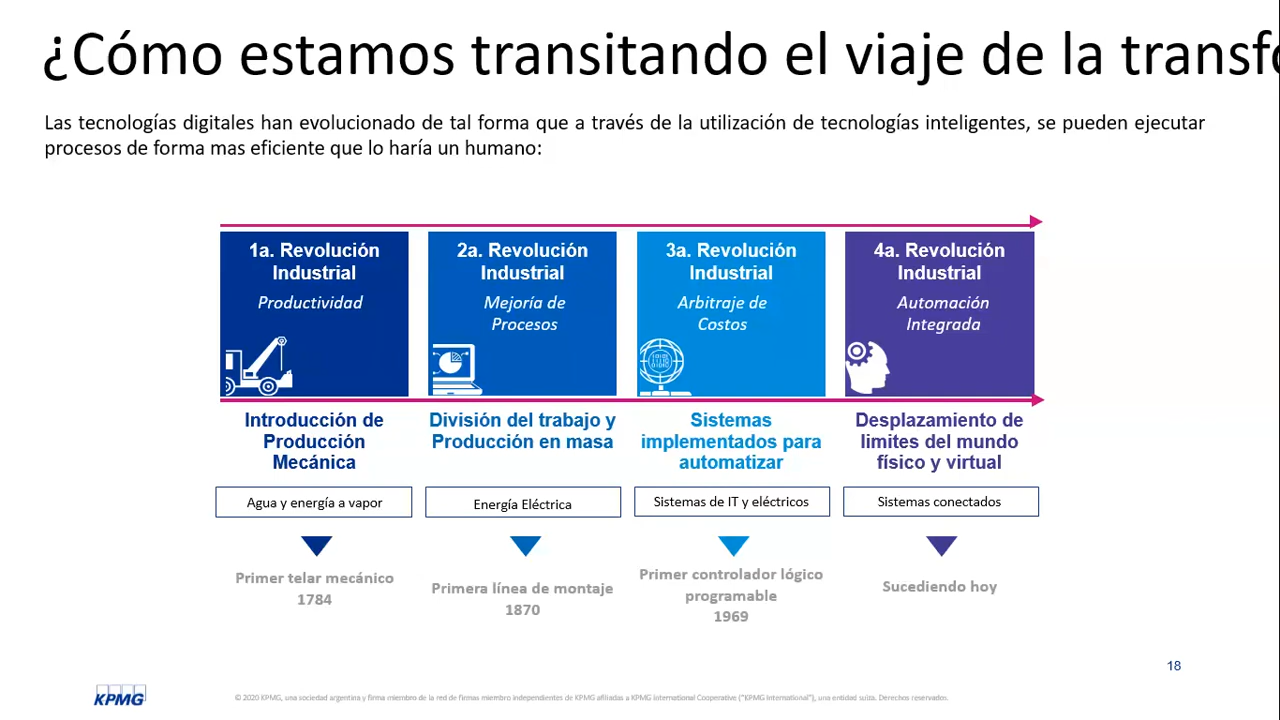 ¿Cómo estamos transitando el viaje de la transfo
Las tecnologías digitales han evolucionado de tal forma que a través de la utilización de tecnologías inteligentes, se pueden ejecutar
procesos de forma mas eficiente que lo haría un humano:
1a. Revolución
Industrial
Productividad
2a. Revolución
Industrial
Mejoría de
Procesos
3a. Revolución
Industrial
Arbitraje de
Costos
4a. Revolución
Industrial
Automación
Integrada
Introducción de
Producción
Mecánica
División del trabajo y
Producción en masa
Sistemas
implementados para
automatizar
Desplazamiento de
limites del mundo
físico y virtual
Agua y energía a vapor
Energía Eléctrica
Sistemas de IT y eléctricos
Sistemas conectados
Primer telar mecánico
1784
Primera línea de montaje
1870
Primer controlador lógico
programable
1969
Sucediendo hoy
18
KPMG
© 2020 KPMG, una sociedad argentina y firma miembro de la red de firmas miembro independientes de KPMG afiliadas a KPMG International Cooperative ("KPMG International"), una entidad suiza. Derechos reservados.